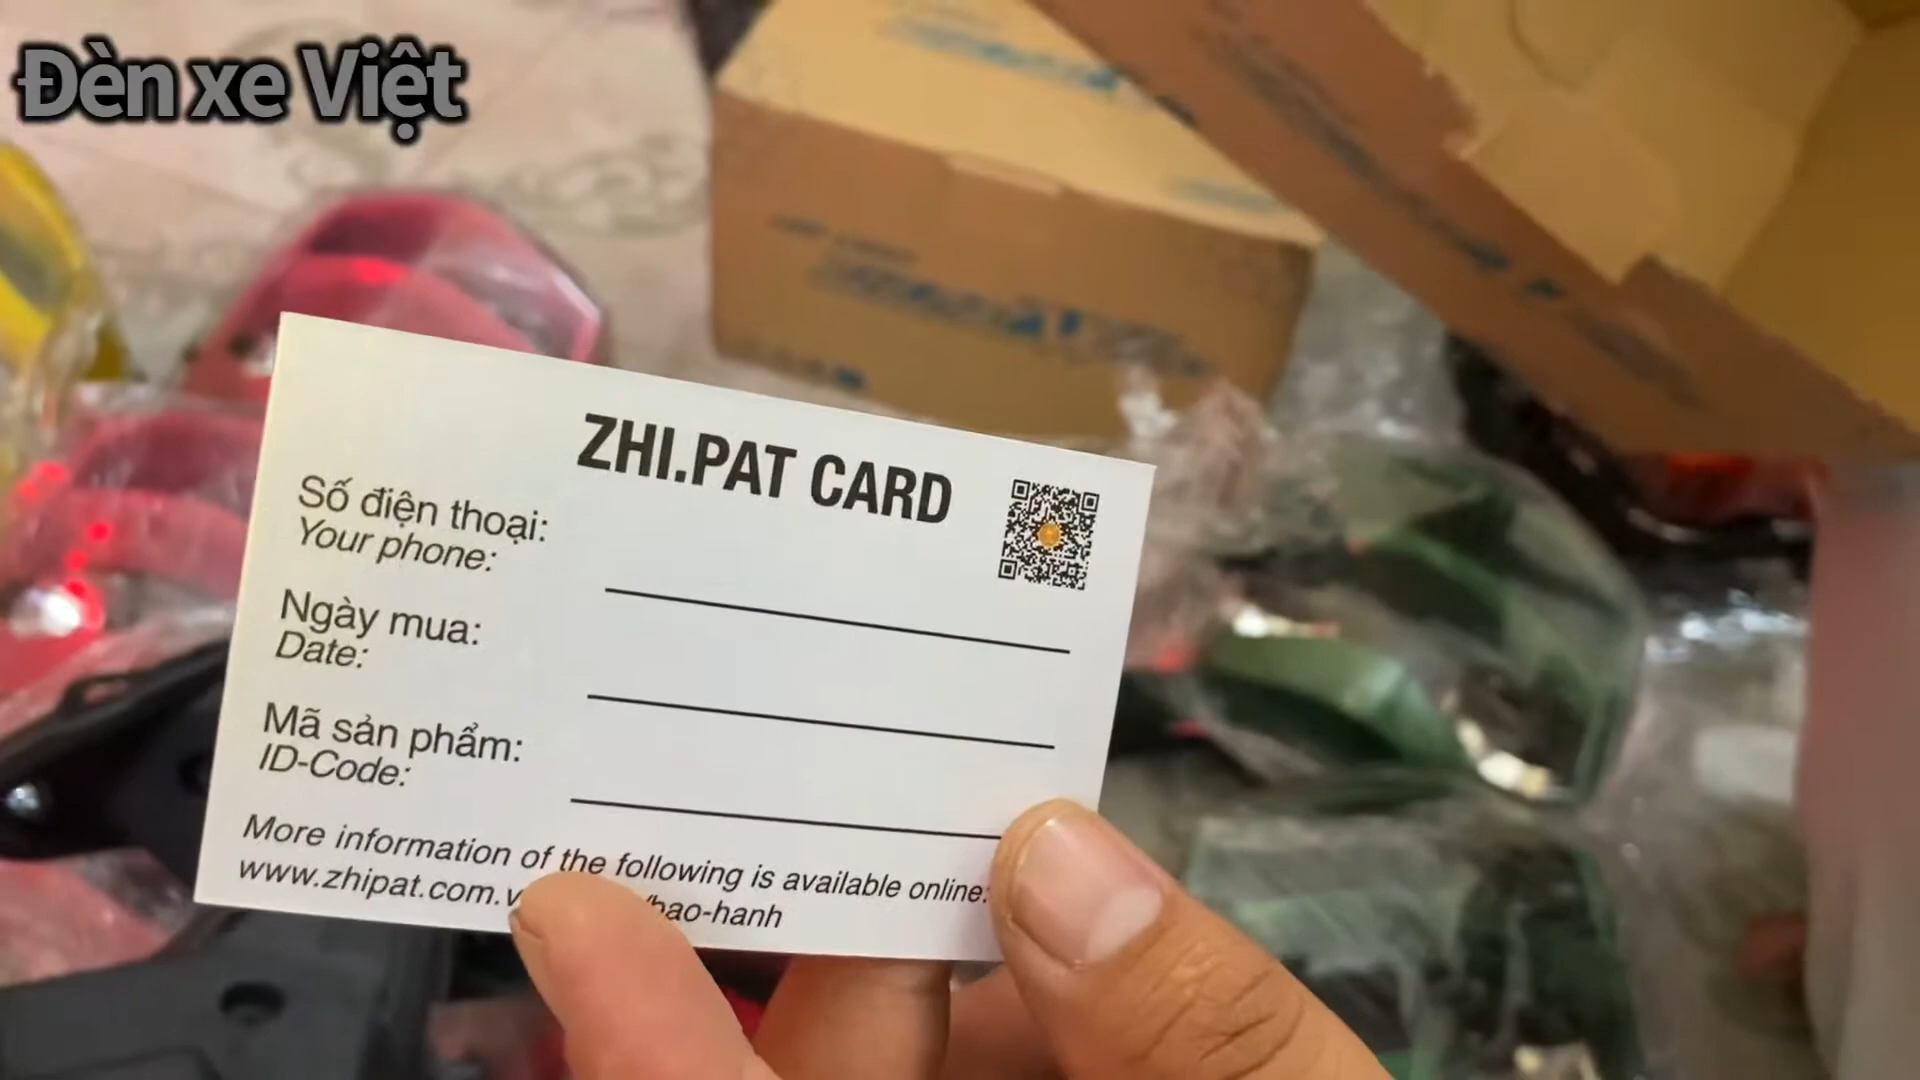 Đèn xe Việt
ZHI.PAT CARD
Số điện thoại:
Your phone:
Ngày mua:
Date:
Mã sản phẩm:
ID-Code:
More information of the following is available online:
www.zhipat.com.v /bao-hanh